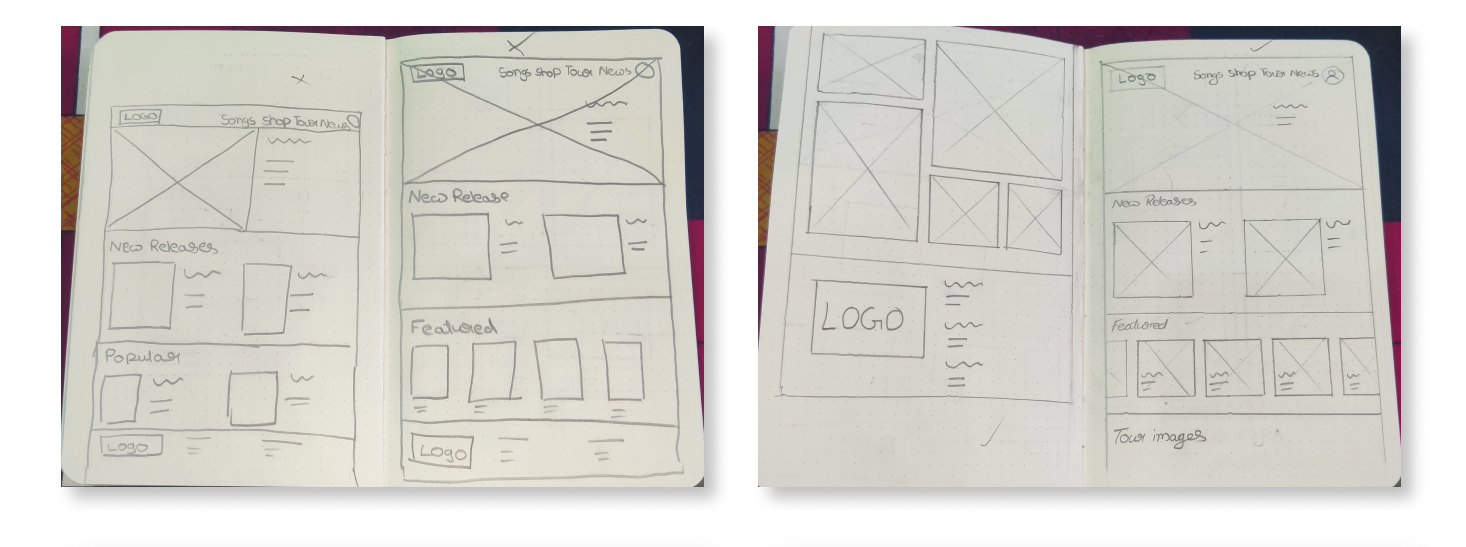 LOGO
Songs Shop Tour News
New Releases
Popular
Logo
Logo
Songs Shop Tour News
New Release
Featured
Logo
LOGO
Logo
Songs Shop Tour News
New Releases
Featured
Tour images